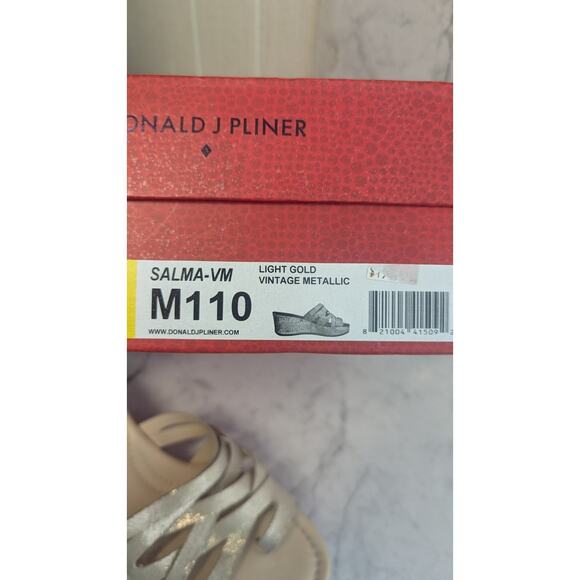 ONALD J PLINER
SALMA-VM
M110
WWW.DONALDJPLINER.COM
LIGHT GOLD
VINTAGE METALLIC
8 21004 41509 2